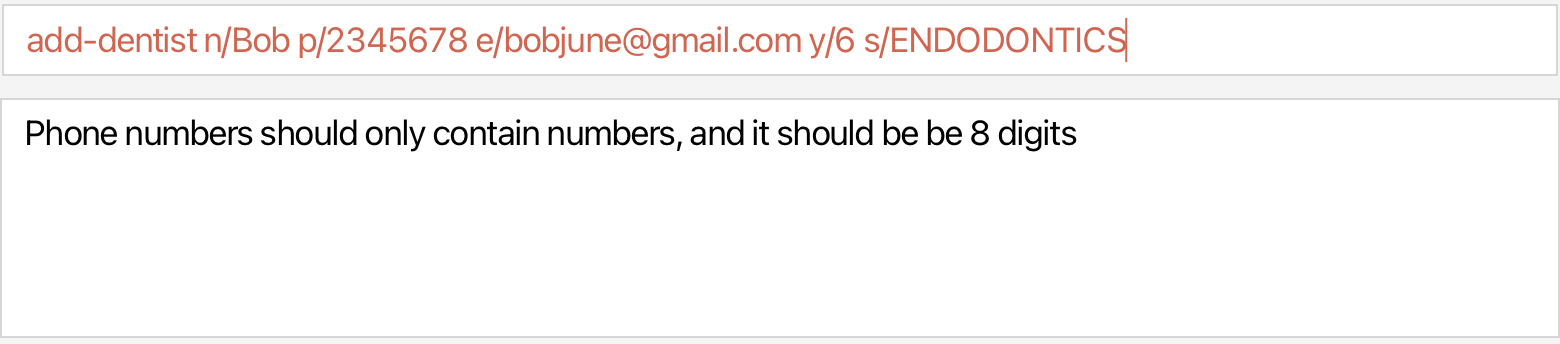 add-dentist n/Bob p/2345678 e/bobjune@gmail.com y/6 s/ENDODONTICS
Phone numbers should only contain numbers, and it should be be 8 digits